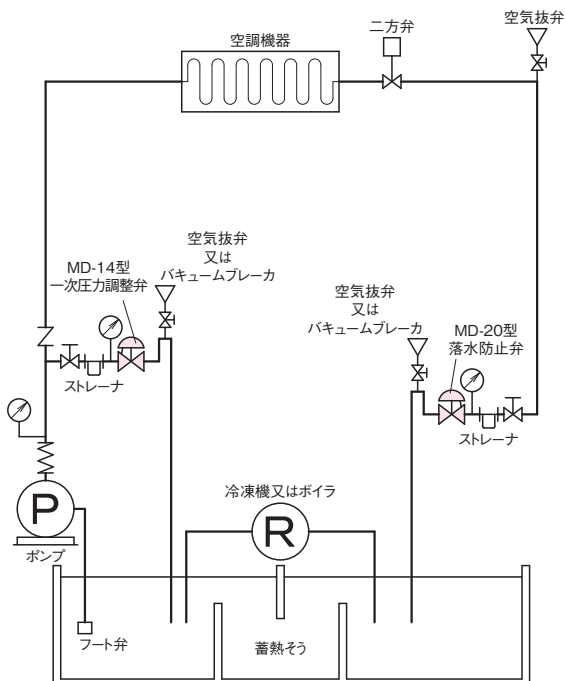 空調機器
二方弁
空気抜弁
MD-14型
一次圧力調整弁
空気抜弁
又は
バキュームブレーカ
空気抜弁
又は
バキュームブレーカ
MD-20型
落水防止弁
ストレーナ
ストレーナ
P
ポンプ
冷凍機又はボイラ
R
フート弁
蓄熱そう